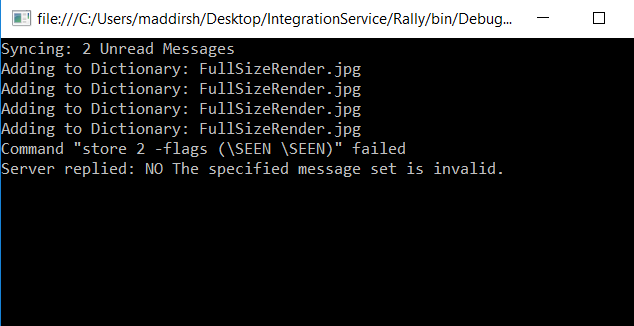 file:///C:/Users/maddirsh/Desktop/IntegrationService/Rally/bin/Debug...
Syncing: 2 Unread Messages
Adding to Dictionary: FullSizeRender.jpg
Adding to Dictionary: FullSizeRender.jpg
Adding to Dictionary: FullSizeRender.jpg
Adding to Dictionary: FullSizeRender.jpg
Command "store 2 -flags (\SEEN \SEEN)" failed
Server replied: NO The specified message set is invalid.